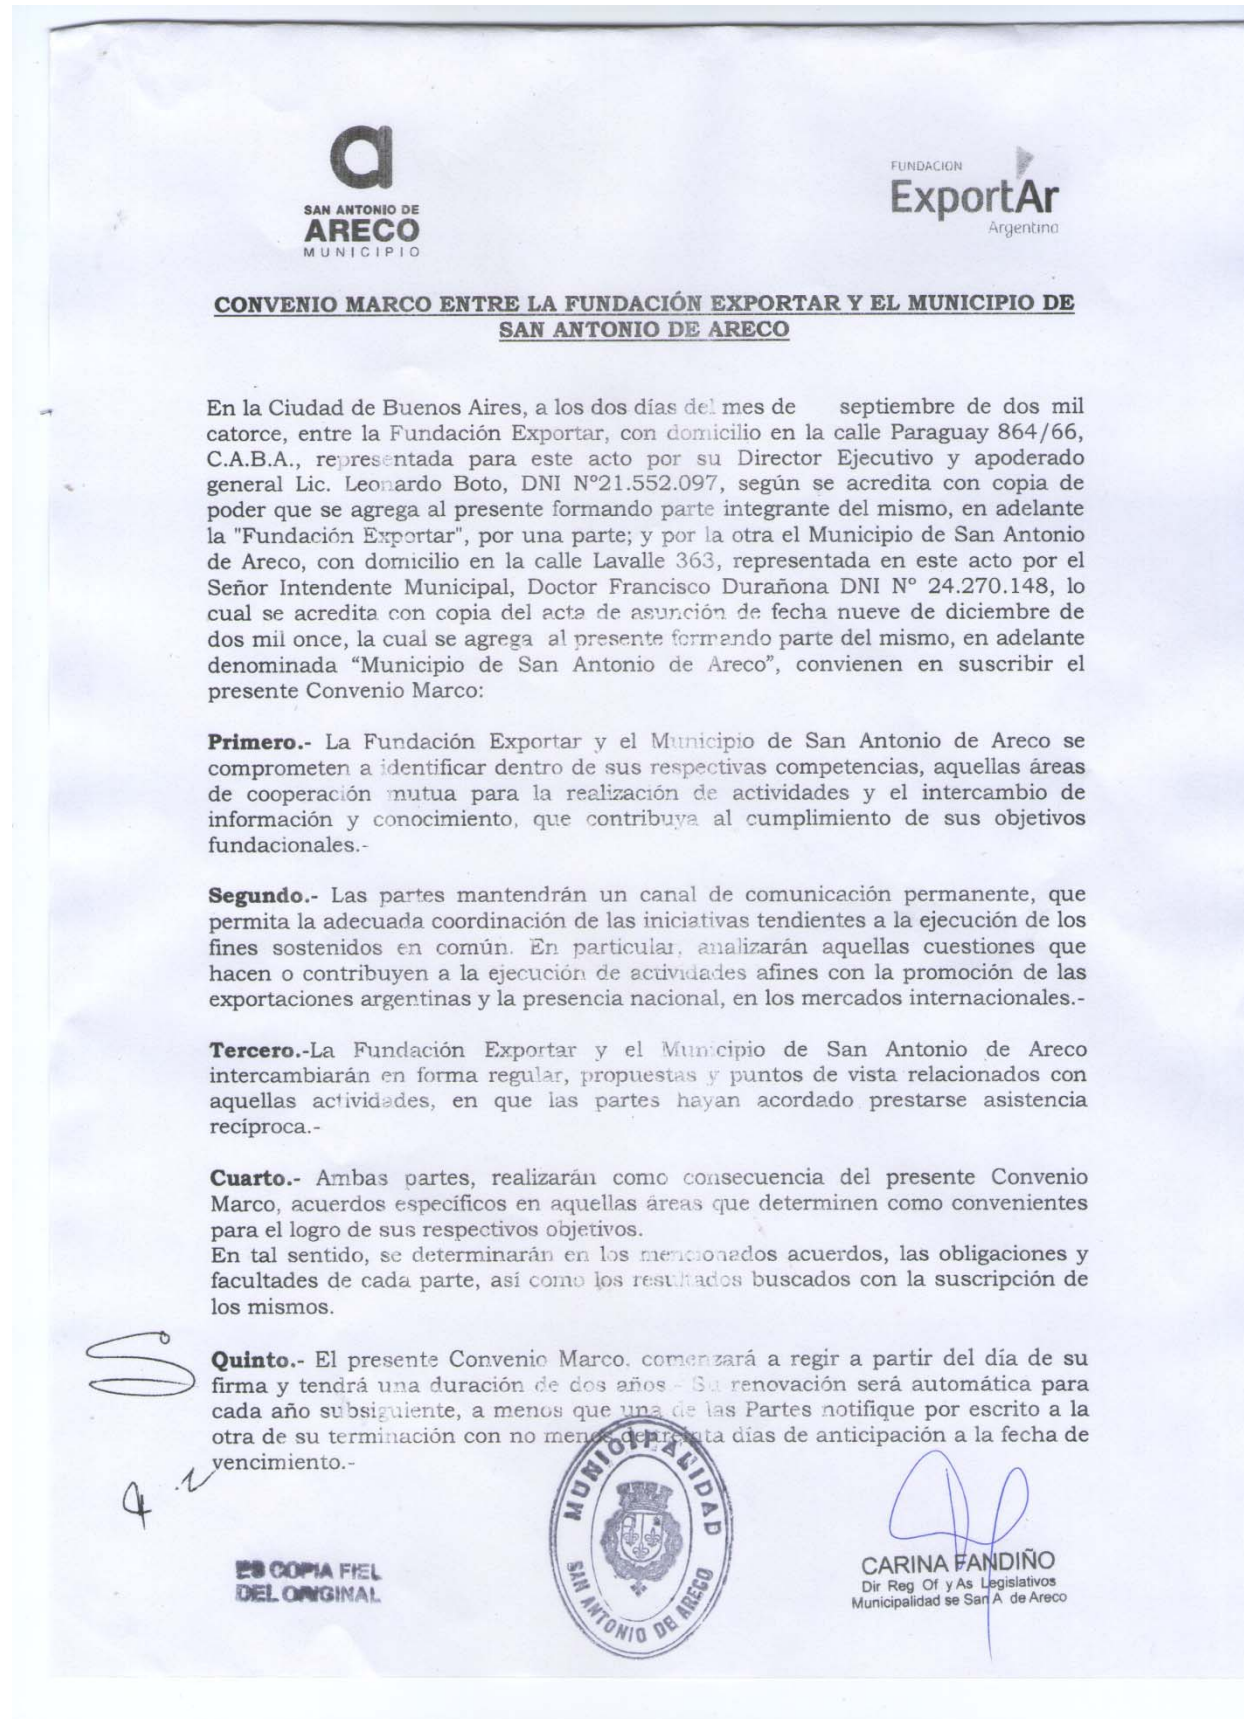 a
SAN ANTONIO DE
ARECO
MUNICIPIO
FUNDACION
ExportAr
Argentina
CONVENIO MARCO ENTRE LA FUNDACIÓN EXPORTAR Y EL MUNICIPIO DE
SAN ANTONIO DE ARECO
En la Ciudad de Buenos Aires, a los dos días del mes de septiembre de dos mil
catorce, entre la Fundación Exportar, con domicilio en la calle Paraguay 864/66,
C.A.B.A., representada para este acto por su Director Ejecutivo y apoderado
general Lic. Leonardo Boto, DNI Nº21.552.097, según se acredita con copia de
poder que se agrega al presente formando parte integrante del mismo, en adelante
la "Fundación Exportar", por una parte; y por la otra el Municipio de San Antonio
de Areco, con domicilio en la calle Lavalle 363, representada en este acto por el
Señor Intendente Municipal, Doctor Francisco Durañona DNI Nº 24.270.148, lo
cual se acredita con copia del acta de asunción de fecha nueve de diciembre de
dos mil once, la cual se agrega al presente formando parte del mismo, en adelante
denominada “Municipio de San Antonio de Areco”, convienen en suscribir el
presente Convenio Marco:
Primero.- La Fundación Exportar y el Municipio de San Antonio de Areco se
comprometen a identificar dentro de sus respectivas competencias, aquellas áreas
de cooperación mutua para la realización de actividades y el intercambio de
información y conocimiento, que contribuya al cumplimiento de sus objetivos
fundacionales.-
Segundo.- Las partes mantendrán un canal de comunicación permanente, que
permita la adecuada coordinación de las iniciativas tendientes a la ejecución de los
fines sostenidos en común. En particular, analizarán aquellas cuestiones que
hacen o contribuyen a la ejecución de actividades afines con la promoción de las
exportaciones argentinas y la presencia nacional, en los mercados internacionales.-
Tercero.-La Fundación Exportar y el Municipio de San Antonio de Areco
intercambiarán en forma regular, propuestas y puntos de vista relacionados con
aquellas actividades, en que las partes hayan acordado prestarse asistencia
recíproca.-
Cuarto.- Ambas partes, realizarán como consecuencia del presente Convenio
Marco, acuerdos específicos en aquellas áreas que determinen como convenientes
para el logro de sus respectivos objetivos.
En tal sentido, se determinarán en los mencionados acuerdos, las obligaciones y
facultades de cada parte, así como los resultados buscados con la suscripción de
los mismos.
Quinto.- El presente Convenio Marco, comenzará a regir a partir del día de su
firma y tendrá una duración de dos años.- Su renovación será automática para
cada año subsiguiente, a menos que una de las Partes notifique por escrito a la
otra de su terminación con no menos de días de anticipación a la fecha de
vencimiento.-
ES COPIA FIEL
DEL ORIGINAL
MUNICIPALIDAD
SAN ANTONIO DE ARECO
CARINA FANDIÑO
Dir Reg Of y As Legislativos
Municipalidad se San A de Areco